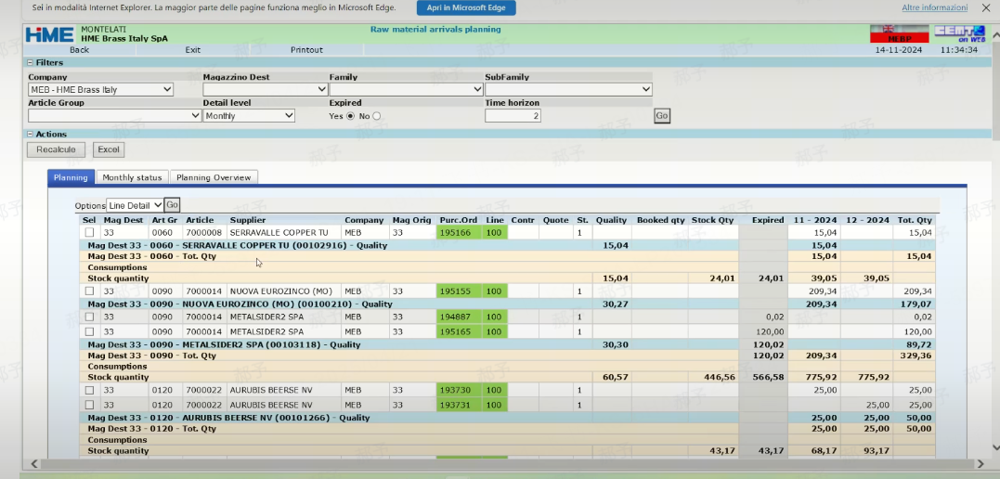 Sei in modalità Internet Explorer. La maggior parte delle pagine funziona meglio in Microsoft Edge. Apri in Microsoft Edge Altre informazioni
HME MONTELATI Raw material arrivals planning
HME Brass Italy SpA MEBP on WEB
Back Exit Printout 14-11-2024 11:34:34
Filters
Company Magazzino Dest Family SubFamily
MEB - HME Brass Italy
Article Group Detail level Expired Time horizon
Monthly Yes No 2 Go
Actions
Recalcule Excel
Planning Monthly status Planning Overview
Options Line Detail Go
Sel Mag Dest Art Gr Article Supplier Company Mag Orig Purc.Ord Line Contr Quote St. Quality Booked qty Stock Qty Expired 11 - 2024 12 - 2024 Tot. Qty
33 0060 7000008 SERRAVALLE COPPER TU MEB 33 195166 100 1 15,04 15,04
Mag Dest 33 - 0060 - SERRAVALLE COPPER TU (00102916) - Quality 15,04 15,04
Mag Dest 33 - 0060 - Tot. Qty 15,04 15,04
Consumptions
Stock quantity 15,04 24,01 24,01 39,05 39,05
33 0090 7000014 NUOVA EUROZINCO (MO) MEB 33 195155 100 1 209,34 209,34
Mag Dest 33 - 0090 - NUOVA EUROZINCO (MO) (00100210) - Quality 30,27 209,34 179,07
33 0090 7000014 METALSIDER2 SPA MEB 33 194887 100 1 0,02 0,02
33 0090 7000014 METALSIDER2 SPA MEB 33 195165 100 1 120,00 120,00
Mag Dest 33 - 0090 - METALSIDER2 SPA (00103118) - Quality 30,30 120,02 89,72
Mag Dest 33 - 0090 - Tot. Qty 120,02 209,34 329,36
Consumptions
Stock quantity 60,57 446,56 566,58 775,92 775,92
33 0120 7000022 AURUBIS BEERSE NV MEB 33 193730 100 1 25,00 25,00
33 0120 7000022 AURUBIS BEERSE NV MEB 33 193731 100 1 25,00 25,00
Mag Dest 33 - 0120 - AURUBIS BEERSE NV (00101266) - Quality 25,00 25,00 50,00
Mag Dest 33 - 0120 - Tot. Qty 25,00 25,00 50,00
Consumptions
Stock quantity 43,17 43,17 68,17 93,17